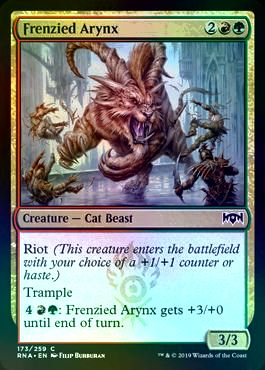 Frenzied Arynx 2
Creature — Cat Beast
Riot (This creature enters the battlefield
with your choice of a +1/+1 counter or
haste.)
Trample
4 : Frenzied Arynx gets +3/+0
until end of turn.
3/3
173/259 C
RNA • EN Filip Burburan
™ & © 2019 Wizards of the Coast